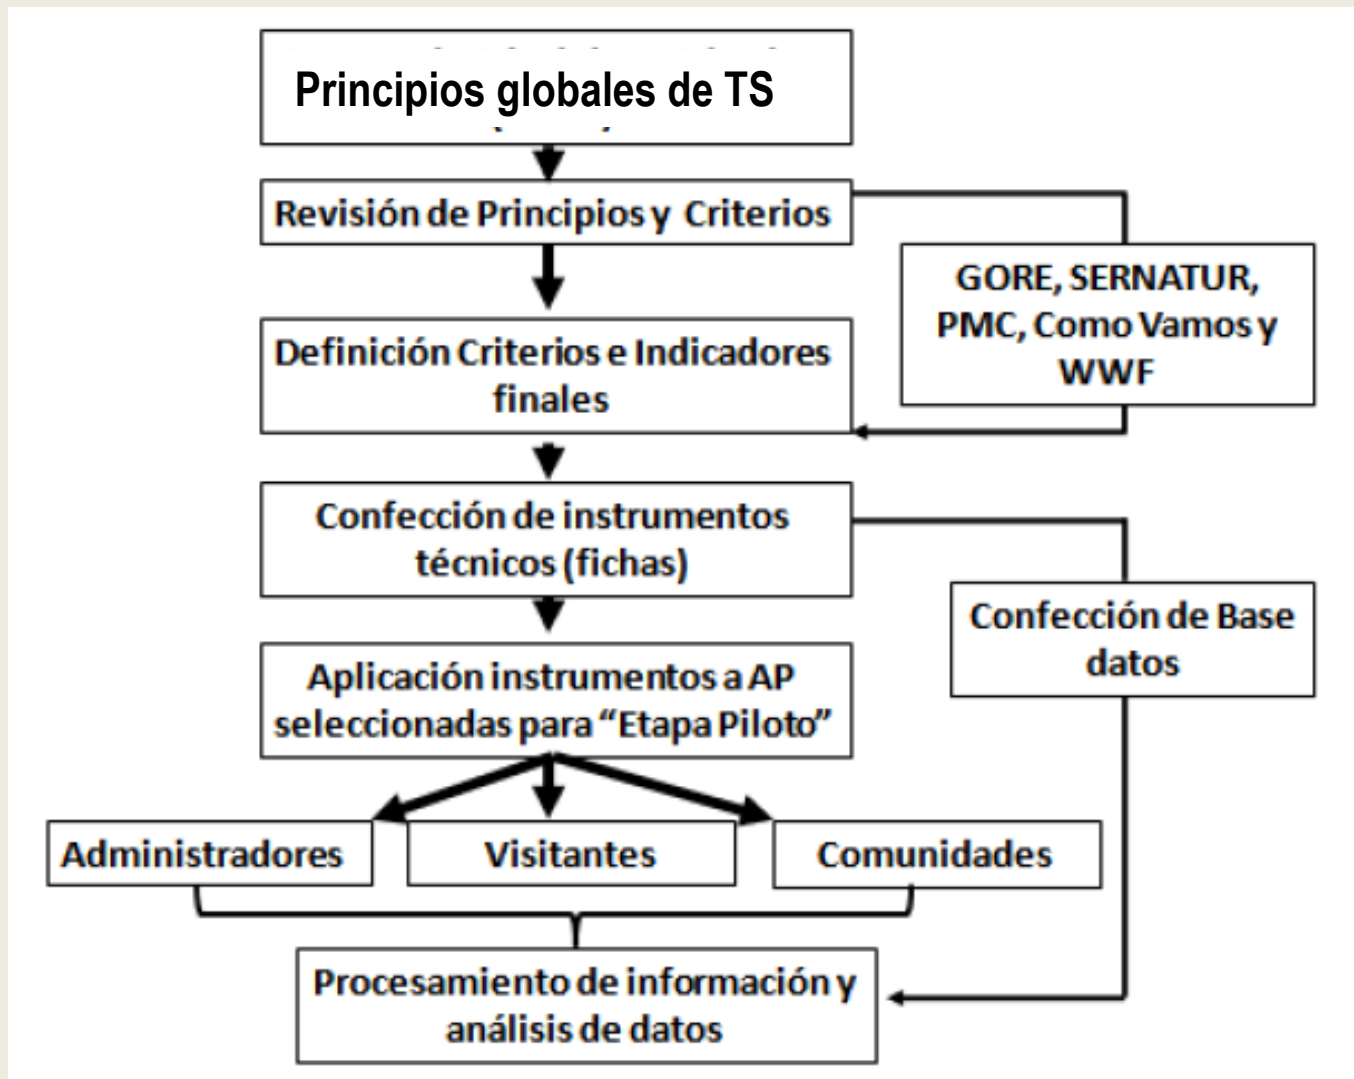 Principios globales de TS
Revisión de Principios y Criterios
GORE, SERNATUR,
PMC, Como Vamos y
WWF
Definición Criterios e Indicadores
finales
Confección de instrumentos
técnicos (fichas)
Confección de Base
datos
Aplicación instrumentos a AP
seleccionadas para “Etapa Piloto”
Administradores
Visitantes
Comunidades
Procesamiento de información y
análisis de datos